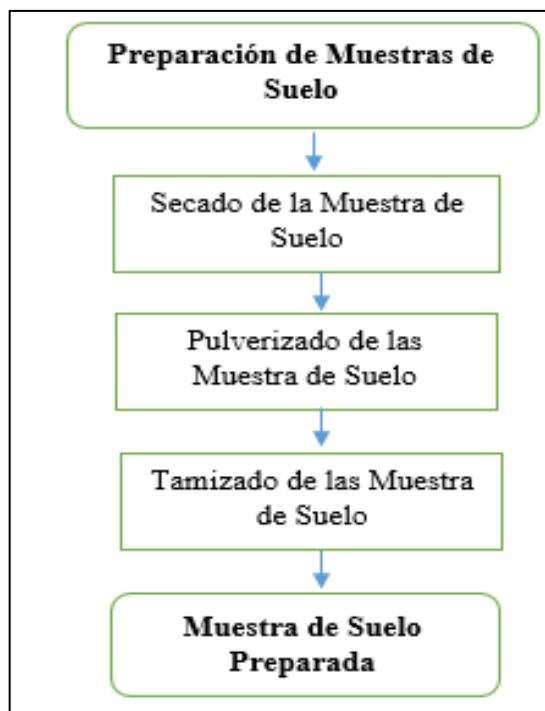 Preparación de Muestras de
Suelo
Secado de la Muestra de
Suelo
Pulverizado de las
Muestra de Suelo
Tamizado de las Muestra
de Suelo
Muestra de Suelo
Preparada